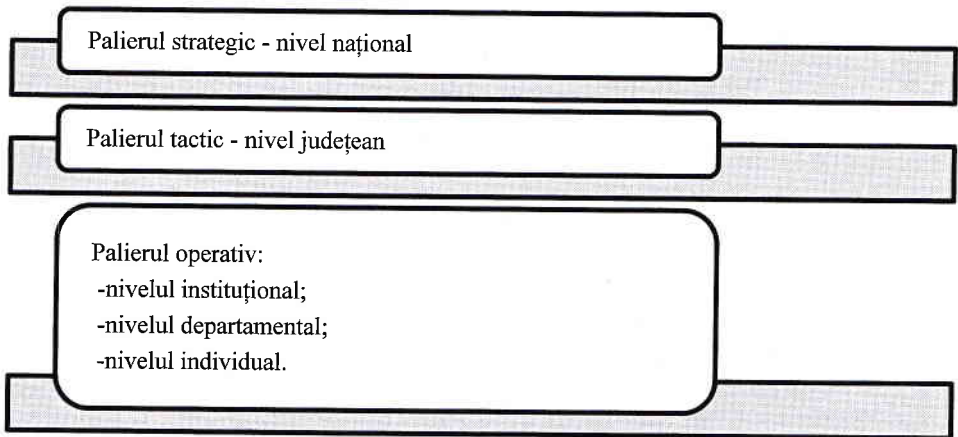 Palierul strategic - nivel național
Palierul tactic - nivel județean
Palierul operativ:
-nivelul instituțional;
-nivelul departamental;
-nivelul individual.